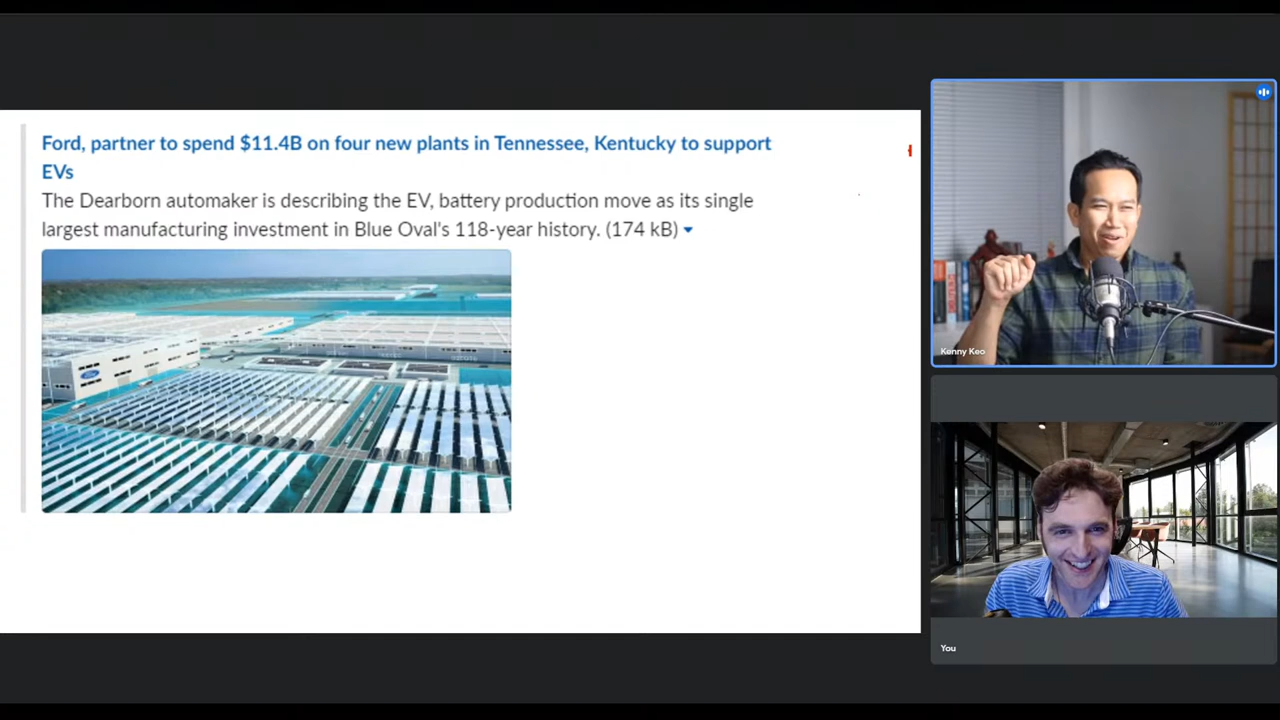 Ford, partner to spend $11.4B on four new plants in Tennessee, Kentucky to support
EVs
The Dearborn automaker is describing the EV, battery production move as its single
largest manufacturing investment in Blue Oval's 118-year history. (174 kB)
Kenny Keo
You